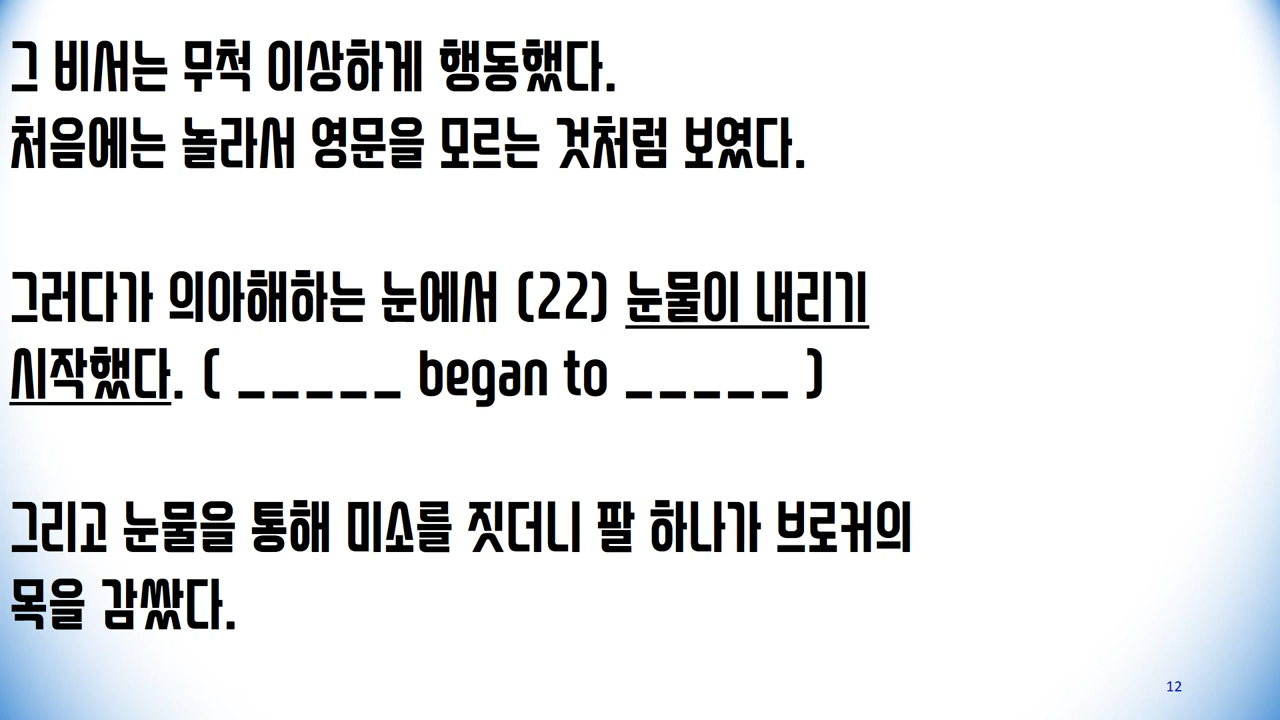 그 비서는 무척 이상하게 행동했다.
처음에는 놀라서 영문을 모르는 것처럼 보였다.
그러다가 의아해하는 눈에서 (22) 눈물이 내리기
시작했다. ( _ _ _ _ _ began to _ _ _ _ _ )
그리고 눈물을 통해 미소를 짓더니 팔 하나가 브로커의
목을 감쌌다.
12